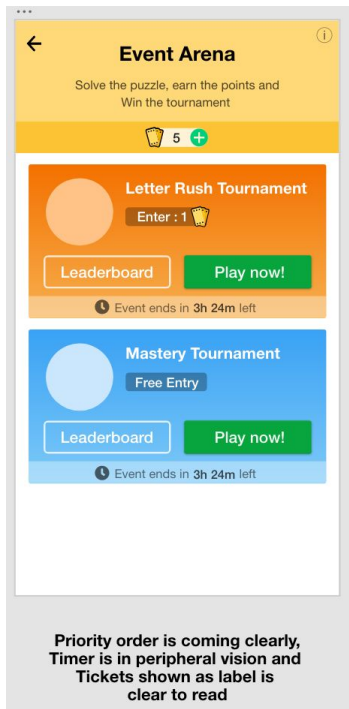 Event Arena
Solve the puzzle, earn the points and
Win the tournament
5
Letter Rush Tournament
Enter : 1
Leaderboard
Play now!
Event ends in 3h 24m left
Mastery Tournament
Free Entry
Leaderboard
Play now!
Event ends in 3h 24m left
Priority order is coming clearly,
Timer is in peripheral vision and
Tickets shown as label is
clear to read